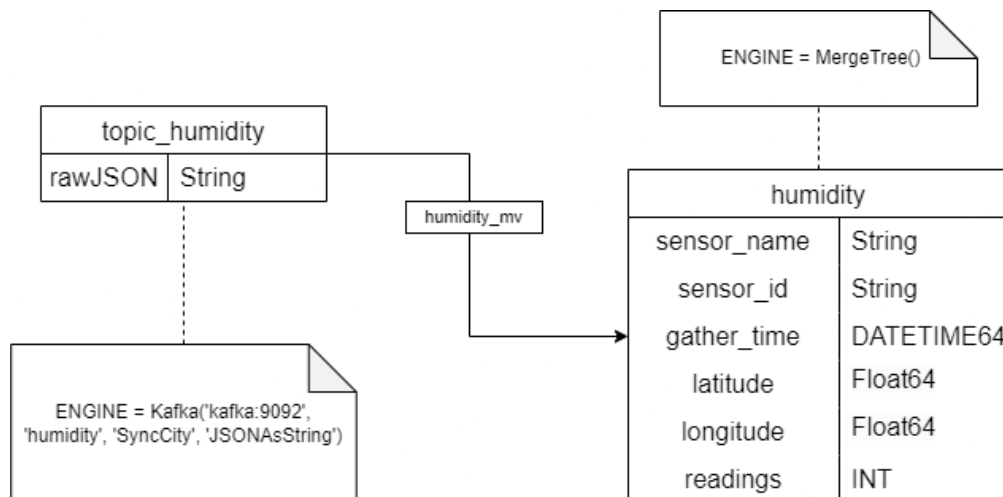 ENGINE = MergeTree()
topic_humidity
rawJSON String
humidity_mv
humidity
sensor_name String
sensor_id String
gather_time DATETIME64
latitude Float64
longitude Float64
readings INT
ENGINE = Kafka('kafka:9092',
'humidity', 'SyncCity', 'JSONAsString')